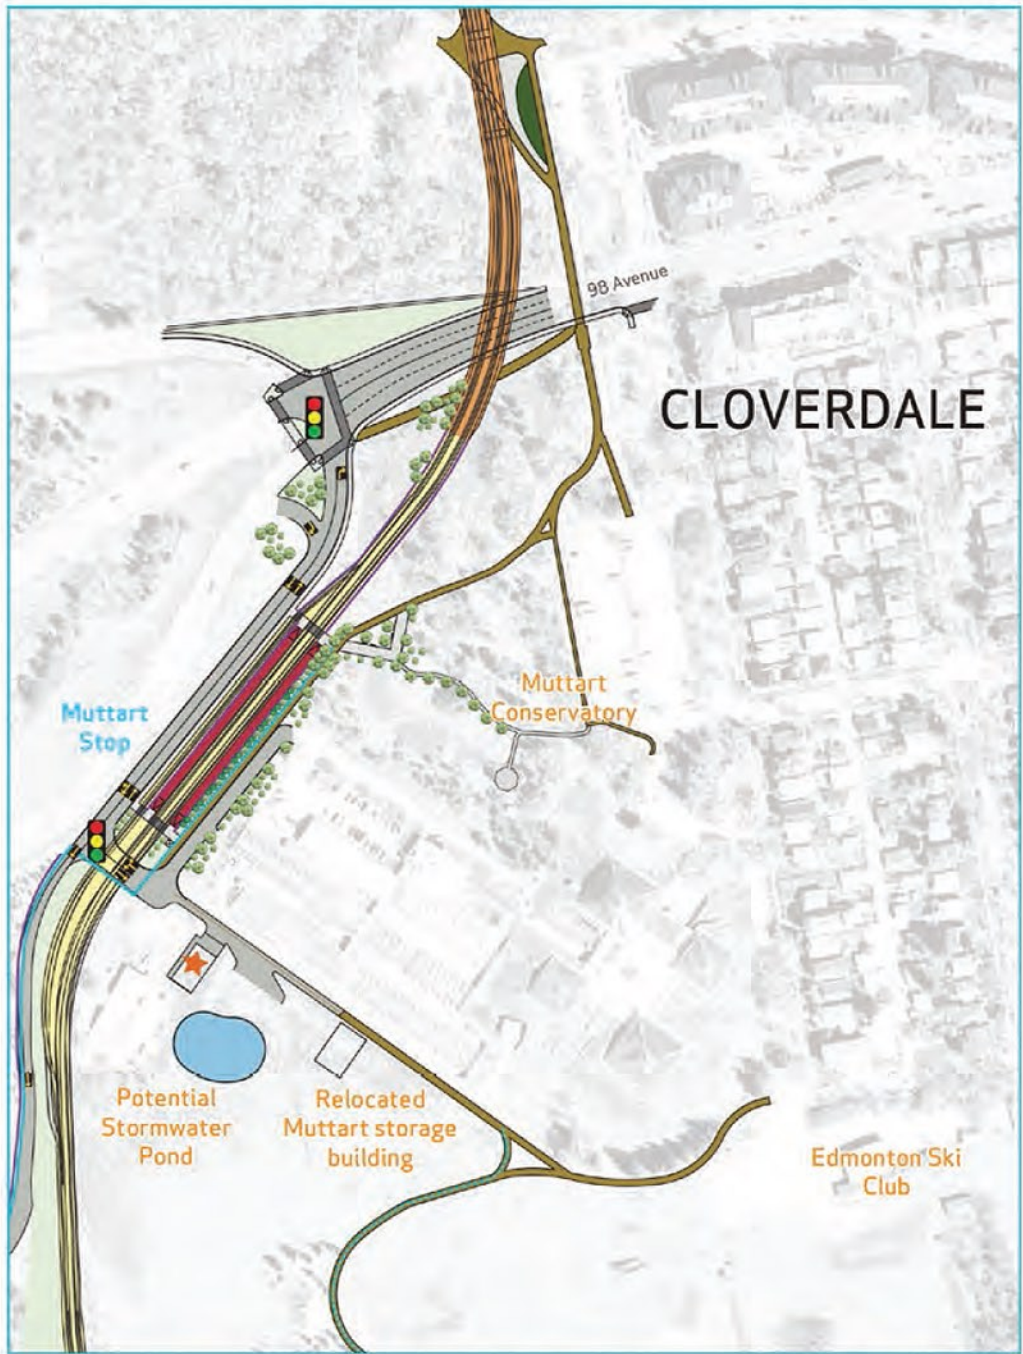 98 Avenue
CLOVERDALE
Muttart
Conservatory
Muttart
Stop
Potential
Stormwater
Pond
Relocated
Muttart storage
building
Edmonton Ski
Club